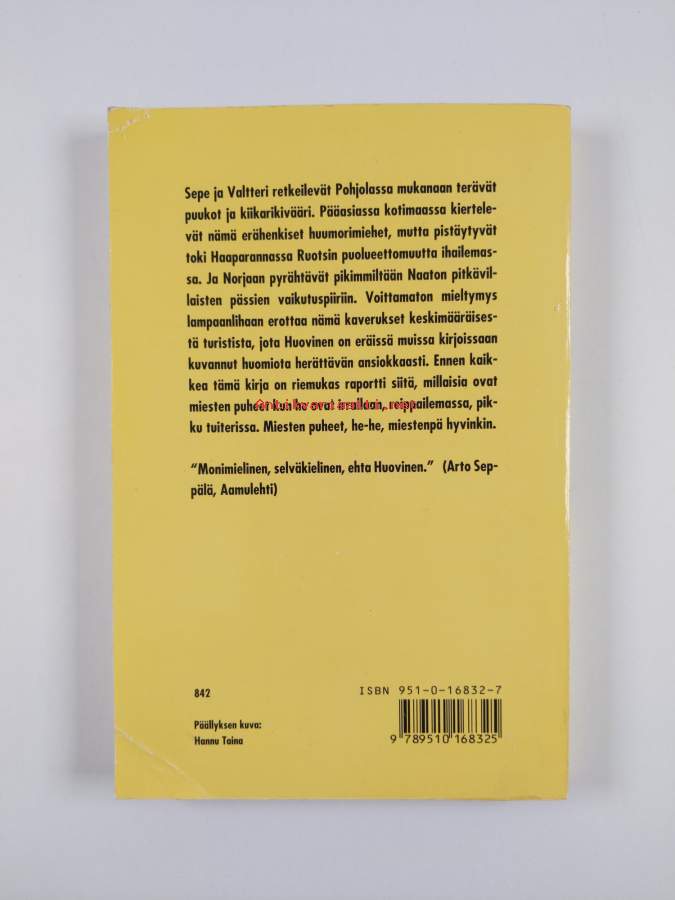 Sepe ja Valtteri retkeilevät Pohjolassa mukanaan terävät
puukot ja kiikarikivääri. Pääasiassa kotimaassa kiertele-
vät nämä erähenkiset huumorimiehet, mutta pistäytyvät
toki Haaparannassa Ruotsin puolueettomuutta ihailemas-
sa. Ja Norjaan pyrähtävät pikimmiltään Naaton pitkävil-
laisten pässien vaikutuspiiriin. Voittamaton mieltymys
lampaanlihaan erottaa nämä kaverukset keskimääräises-
tä turistista, jota Huovinen on eräissä muissa kirjoissaan
kuvannut huomiota herättävän ansiokkaasti. Ennen kaik-
kea tämä kirja on riemukas raportti siitä, millaisia ovat
miesten puheet kun he ovat reippailemassa, pik-
ku tuiterissa. Miesten puheet, he-he, miestenpä hyvinkin.
"Monimielinen, selväkielinen, ehta Huovinen." (Arto Sep-
pälä, Aamulehti)
842
ISBN 951-0-16832-7
Päällyksen kuva:
Hannu Taina
9 789510 168325